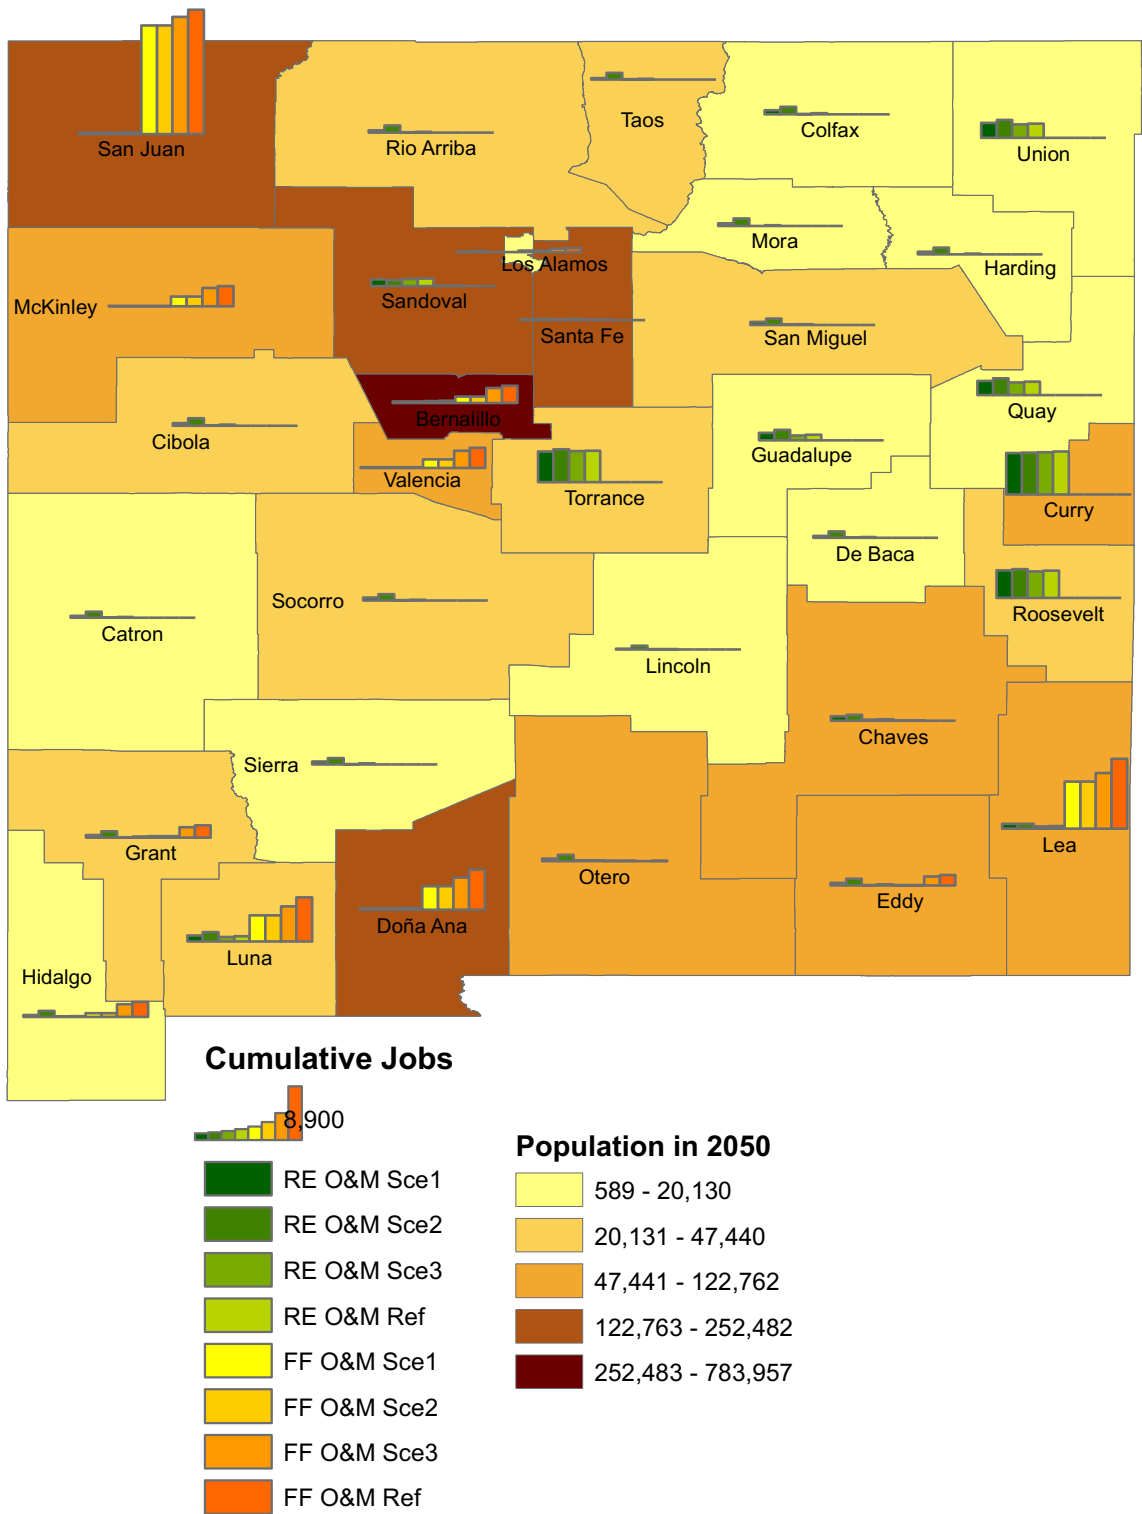 San Juan
Rio Arriba
Taos
Colfax
Union
Mora
Harding
Los Alamos
McKinley
Sandoval
Santa Fe
San Miguel
Bernalillo
Quay
Cibola
Guadalupe
Valencia
Torrance
Curry
De Baca
Socorro
Roosevelt
Catron
Lincoln
Chaves
Sierra
Grant
Lea
Otero
Eddy
Doña Ana
Luna
Hidalgo
Cumulative Jobs
8,900
RE O&M Sce1
RE O&M Sce2
RE O&M Sce3
RE O&M Ref
FF O&M Sce1
FF O&M Sce2
FF O&M Sce3
FF O&M Ref
Population in 2050
589 - 20,130
20,131 - 47,440
47,441 - 122,762
122,763 - 252,482
252,483 - 783,957